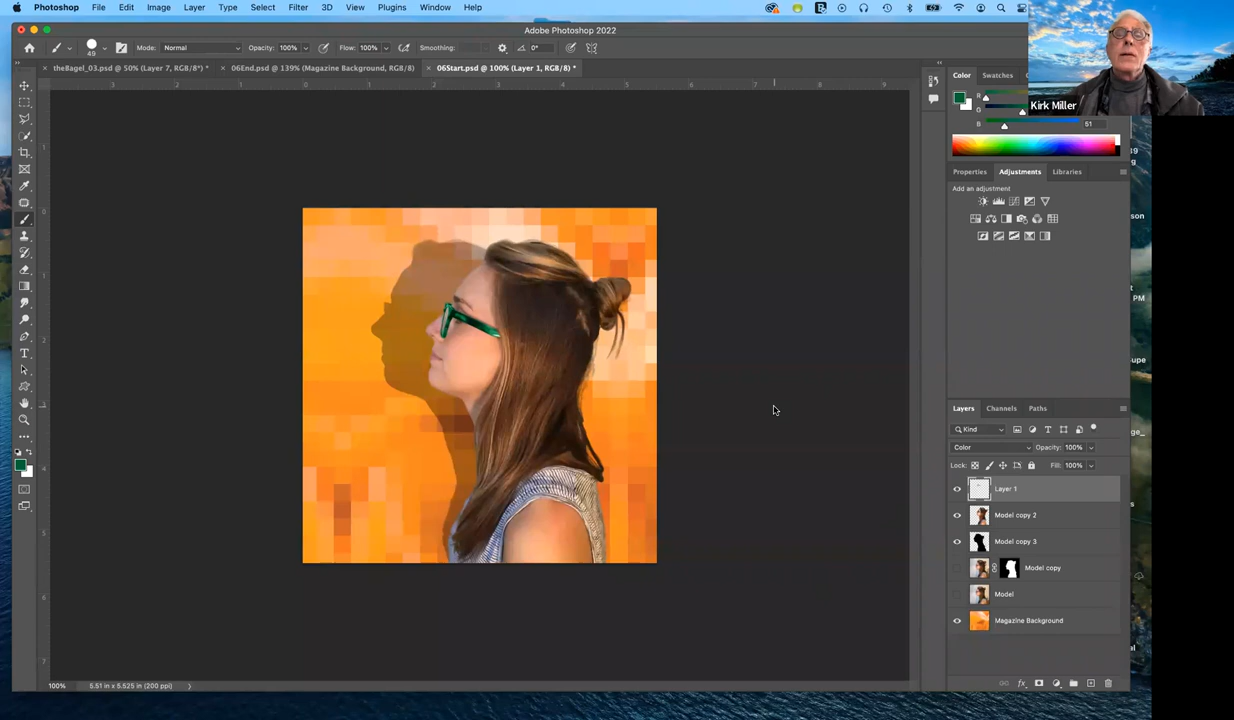 Photoshop File Edit Image Layer Type Select Filter 3D View Plugins Window Help
Adobe Photoshop 2022
49 Mode: Normal Opacity: 100% Flow: 100% Smoothing: 0°
theBagel_03.psd @ 50% (Layer 7, RGB/8*) * 06End.psd @ 139% (Magazine Background, RGB/8) 06Start.psd @ 100% (Layer 1, RGB/8) *
Color Swatches
Kirk Miller
51
Properties Adjustments Libraries
Add an adjustment
Layers Channels Paths
Kind
Color Opacity: 100%
Lock: Fill: 100%
Layer 1
Model copy 2
Model copy 3
Model copy
Model
Magazine Background
100% 5.51 in x 5.525 in (200 ppi)